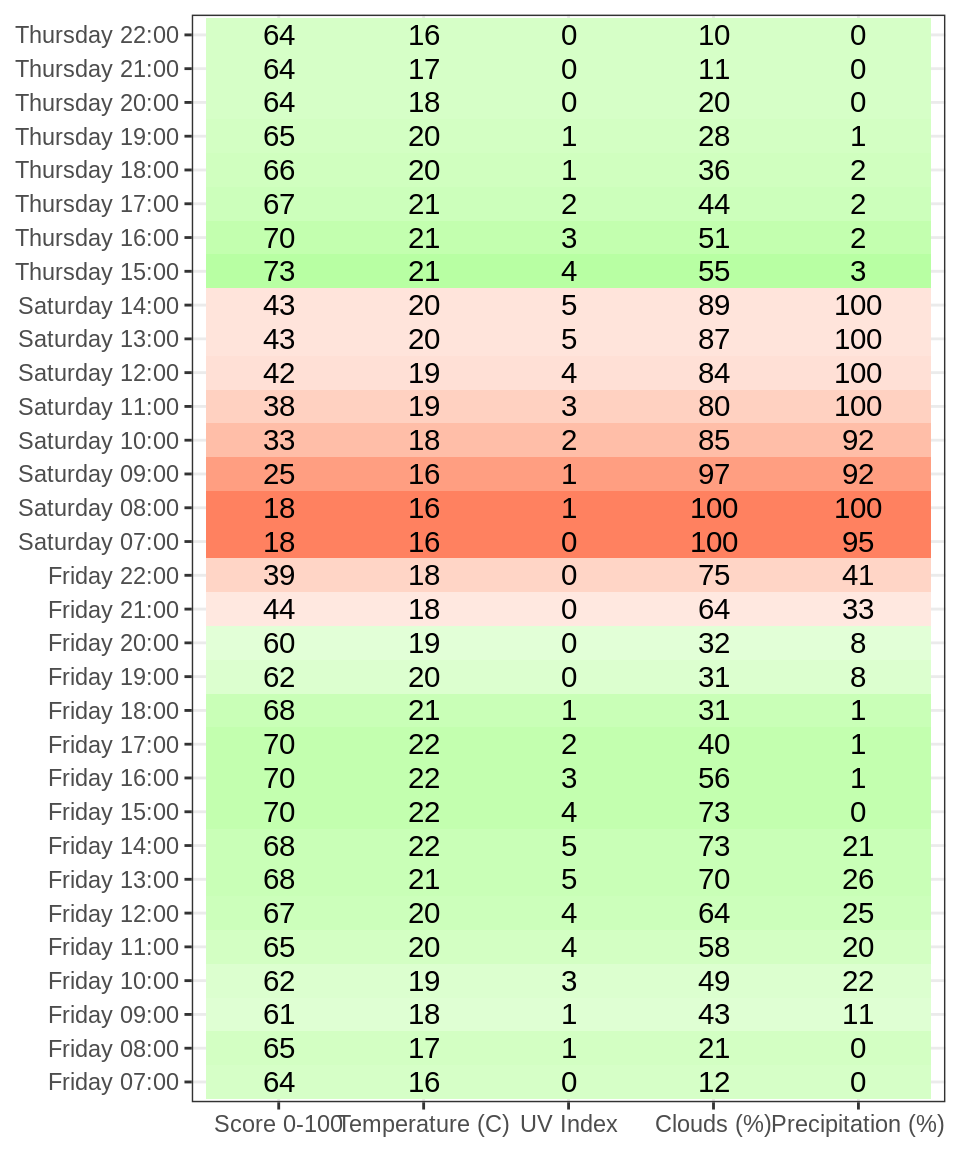 Thursday 22:00 64 16 0 10 0
Thursday 21:00 64 17 0 11 0
Thursday 20:00 64 18 0 20 0
Thursday 19:00 65 20 1 28 1
Thursday 18:00 66 20 1 36 2
Thursday 17:00 67 21 2 44 2
Thursday 16:00 70 21 3 51 2
Thursday 15:00 73 21 4 55 3
Saturday 14:00 43 20 5 89 100
Saturday 13:00 43 20 5 87 100
Saturday 12:00 42 19 4 84 100
Saturday 11:00 38 19 3 80 100
Saturday 10:00 33 18 2 85 92
Saturday 09:00 25 16 1 97 92
Saturday 08:00 18 16 1 100 100
Saturday 07:00 18 16 0 100 95
Friday 22:00 39 18 0 75 41
Friday 21:00 44 18 0 64 33
Friday 20:00 60 19 0 32 8
Friday 19:00 62 20 0 31 8
Friday 18:00 68 21 1 31 1
Friday 17:00 70 22 2 40 1
Friday 16:00 70 22 3 56 1
Friday 15:00 70 22 4 73 0
Friday 14:00 68 22 5 73 21
Friday 13:00 68 21 5 70 26
Friday 12:00 67 20 4 64 25
Friday 11:00 65 20 4 58 20
Friday 10:00 62 19 3 49 22
Friday 09:00 61 18 1 43 11
Friday 08:00 65 17 1 21 0
Friday 07:00 64 16 0 12 0
Score 0-100 Temperature (C) UV Index Clouds (%) Precipitation (%)